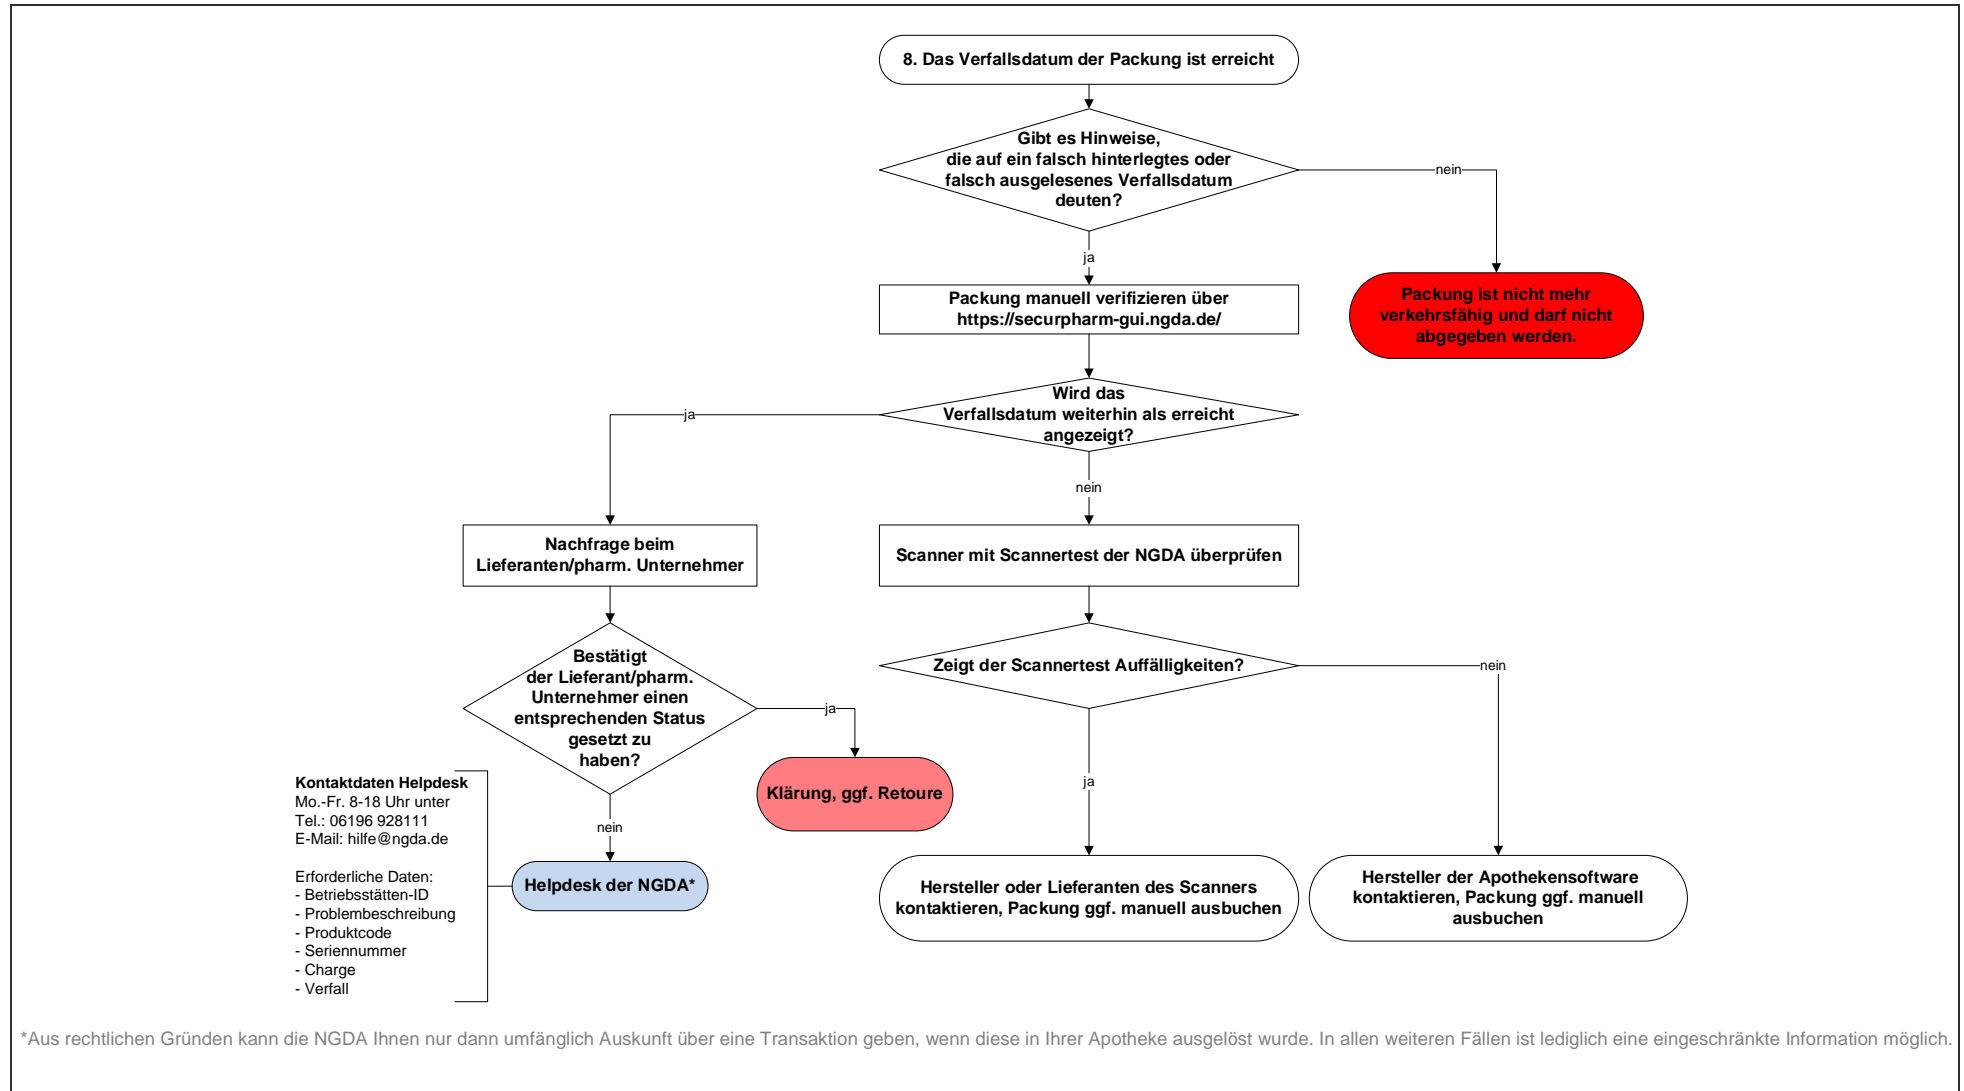 8. Das Verfallsdatum der Packung ist erreicht
Gibt es Hinweise,
die auf ein falsch hinterlegtes oder
falsch ausgelesenes Verfallsdatum
deuten?
nein
ja
Packung ist nicht mehr
verkehrsfähig und darf nicht
abgegeben werden.
Packung manuell verifizieren über
https://securpharm-gui.ngda.de/
Wird das
Verfallsdatum weiterhin als erreicht
angezeigt?
ja
nein
Nachfrage beim
Lieferanten/pharm. Unternehmer
Scanner mit Scannertest der NGDA überprüfen
Bestätigt
der Lieferant/pharm.
Unternehmer einen
entsprechenden Status
gesetzt zu
haben?
ja
Zeigt der Scannertest Auffälligkeiten?
nein
Klärung, ggf. Retoure
ja
nein
Kontaktdaten Helpdesk
Mo.-Fr. 8-18 Uhr unter
Tel.: 06196 928111
E-Mail: hilfe@ngda.de
Erforderliche Daten:
- Betriebsstätten-ID
- Problembeschreibung
- Produktcode
- Seriennummer
- Charge
- Verfall
Helpdesk der NGDA*
Hersteller oder Lieferanten des Scanners
kontaktieren, Packung ggf. manuell ausbuchen
Hersteller der Apothekensoftware
kontaktieren, Packung ggf. manuell
ausbuchen
*Aus rechtlichen Gründen kann die NGDA Ihnen nur dann umfänglich Auskunft über eine Transaktion geben, wenn diese in Ihrer Apotheke ausgelöst wurde. In allen weiteren Fällen ist lediglich eine eingeschränkte Information möglich.